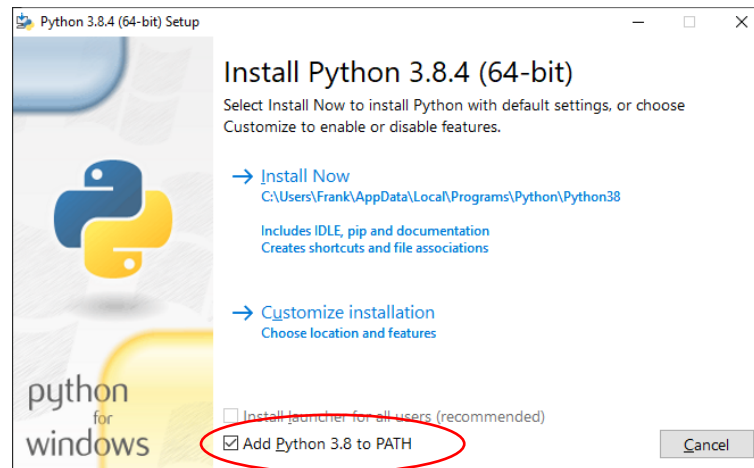 Python 3.8.4 (64-bit) Setup
Install Python 3.8.4 (64-bit)
Select Install Now to install Python with default settings, or choose
Customize to enable or disable features.
Install Now
C:\Users\Frank\AppData\Local\Programs\Python\Python38
Includes IDLE, pip and documentation
Creates shortcuts and file associations
Customize installation
Choose location and features
Install launcher for all users (recommended)
Add Python 3.8 to PATH
python
for
windows
Cancel